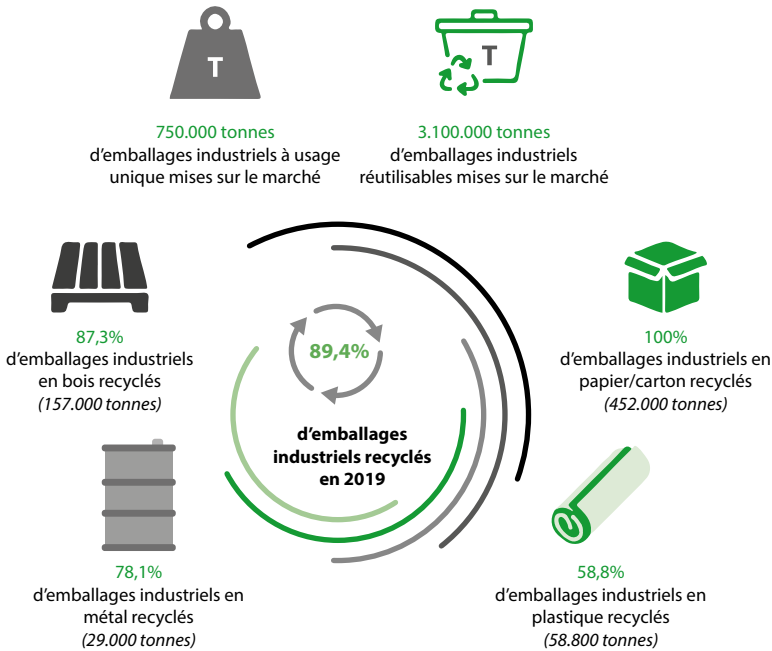 T
750.000 tonnes
d’emballages industriels à usage
unique mises sur le marché
T
3.100.000 tonnes
d’emballages industriels
réutilisables mises sur le marché
87,3%
d’emballages industriels
en bois recyclés
(157.000 tonnes)
89,4%
d’emballages
industriels recyclés
en 2019
100%
d’emballages industriels en
papier/carton recyclés
(452.000 tonnes)
78,1%
d’emballages industriels en
métal recyclés
(29.000 tonnes)
58,8%
d’emballages industriels en
plastique recyclés
(58.800 tonnes)